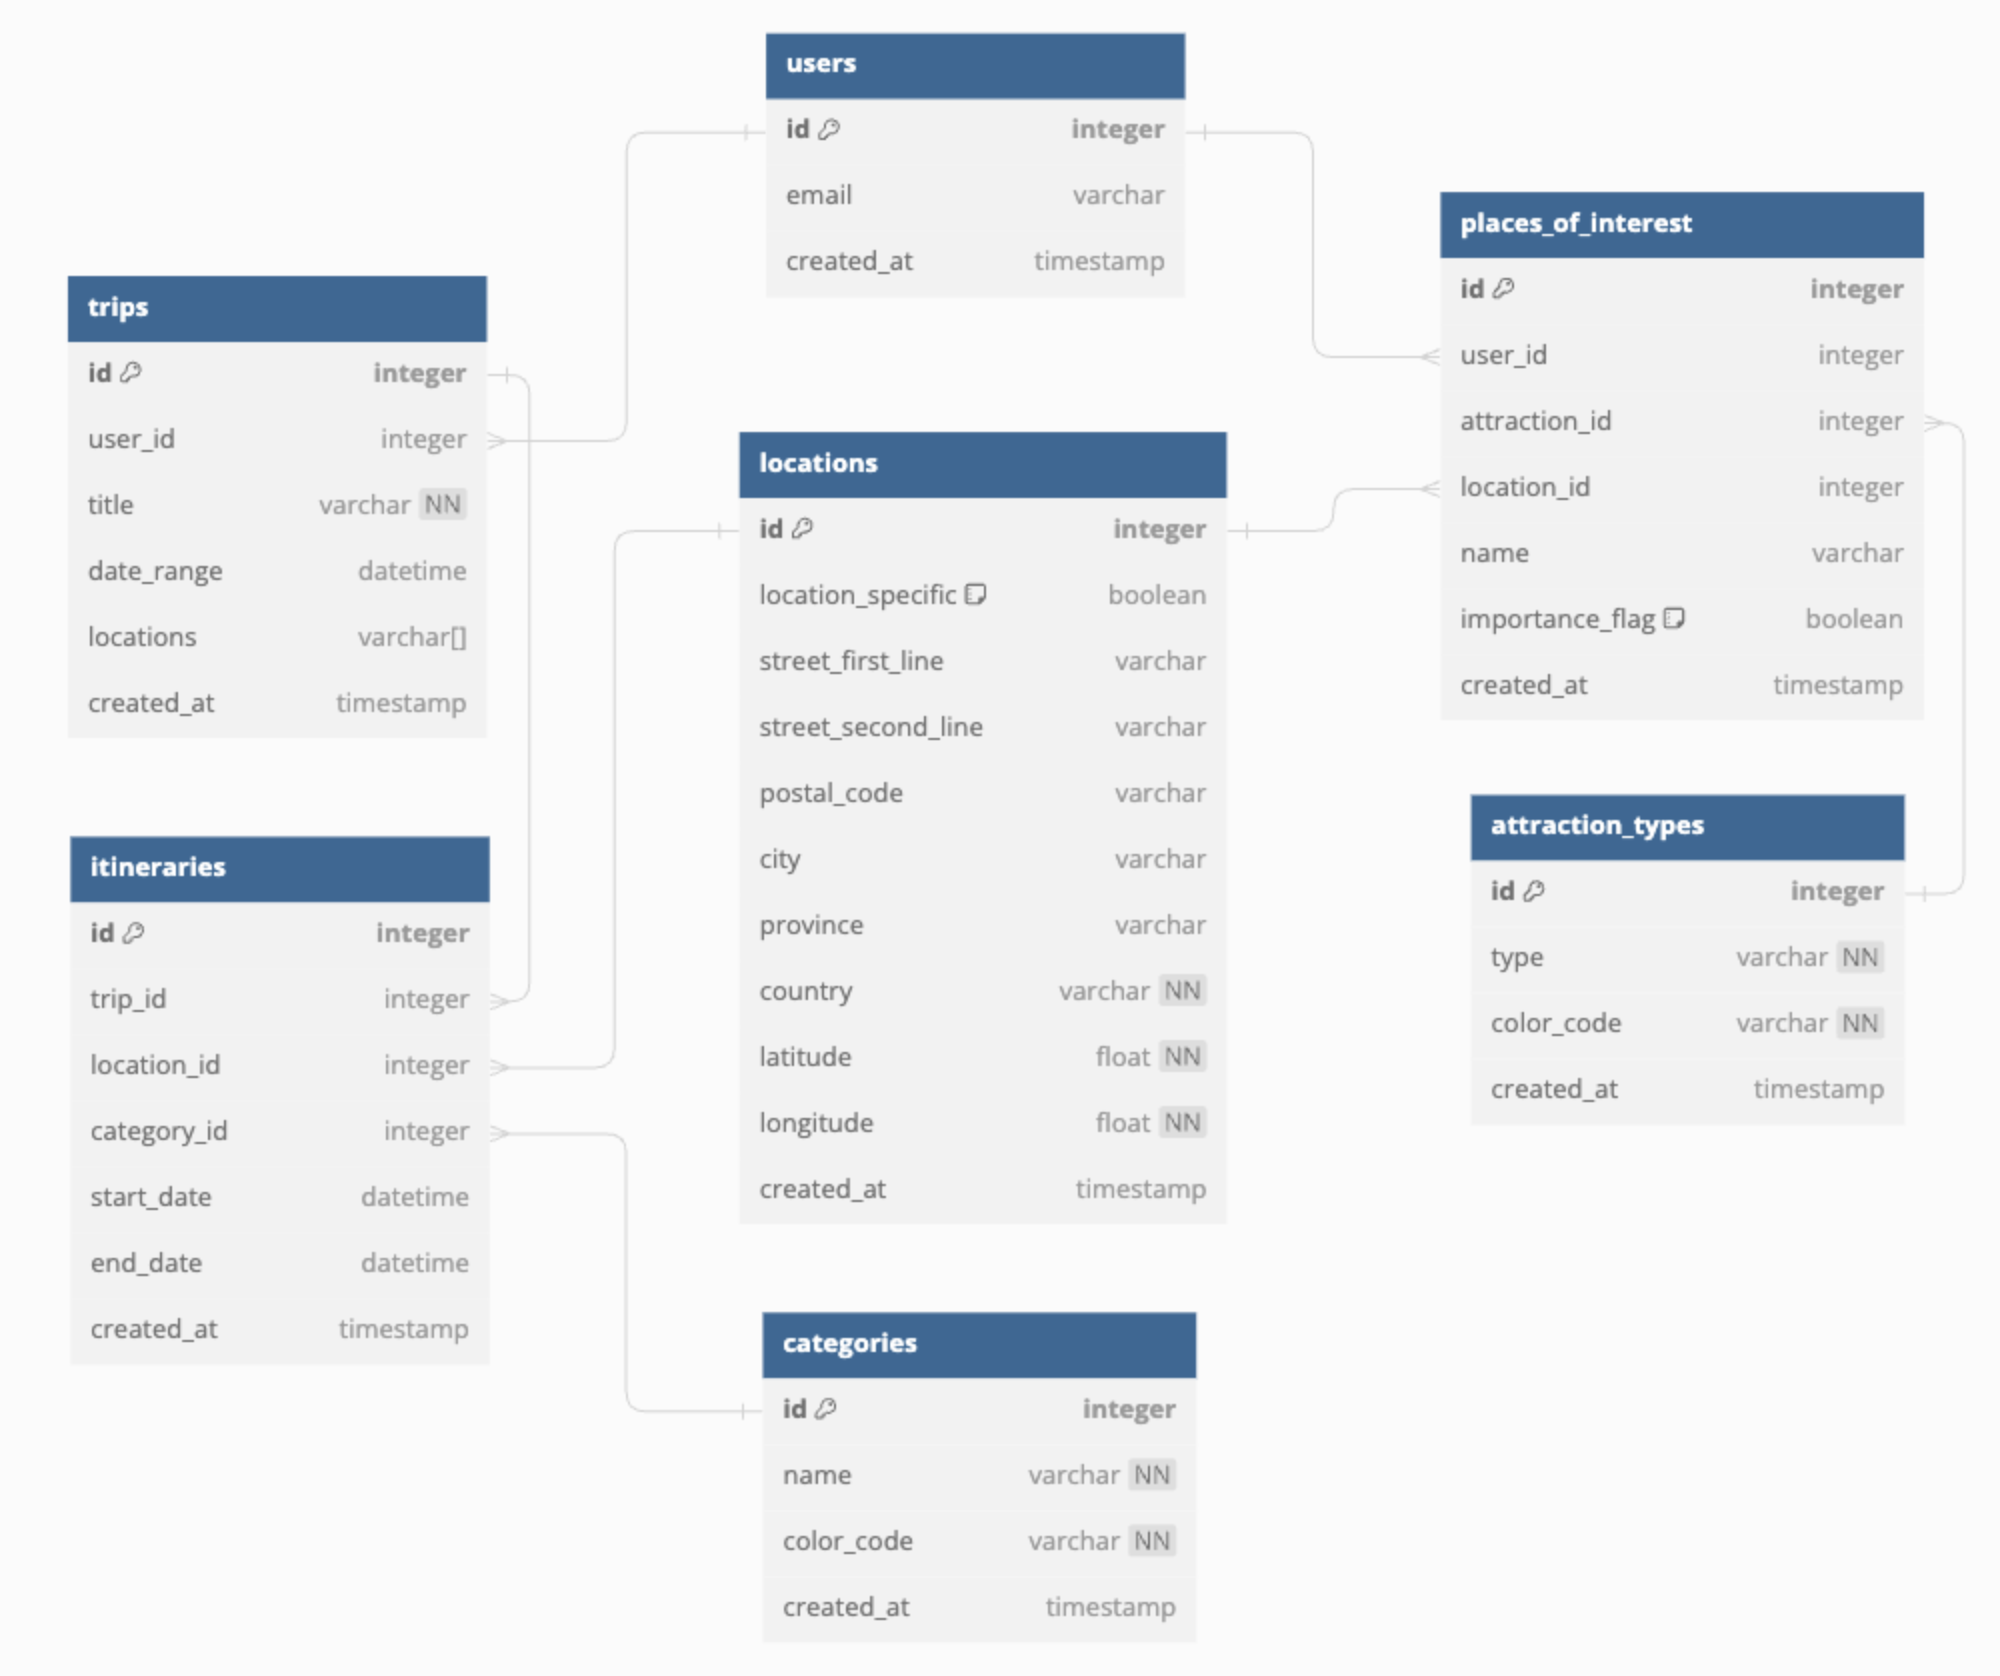 users
id integer
email varchar
created_at timestamp
places_of_interest
id integer
user_id integer
attraction_id integer
location_id integer
name varchar
importance_flag boolean
created_at timestamp
trips
id integer
user_id integer
title varchar NN
date_range datetime
locations varchar[]
created_at timestamp
locations
id integer
location_specific boolean
street_first_line varchar
street_second_line varchar
postal_code varchar
city varchar
province varchar
country varchar NN
latitude float NN
longitude float NN
created_at timestamp
attraction_types
id integer
type varchar NN
color_code varchar NN
created_at timestamp
itineraries
id integer
trip_id integer
location_id integer
category_id integer
start_date datetime
end_date datetime
created_at timestamp
categories
id integer
name varchar NN
color_code varchar NN
created_at timestamp